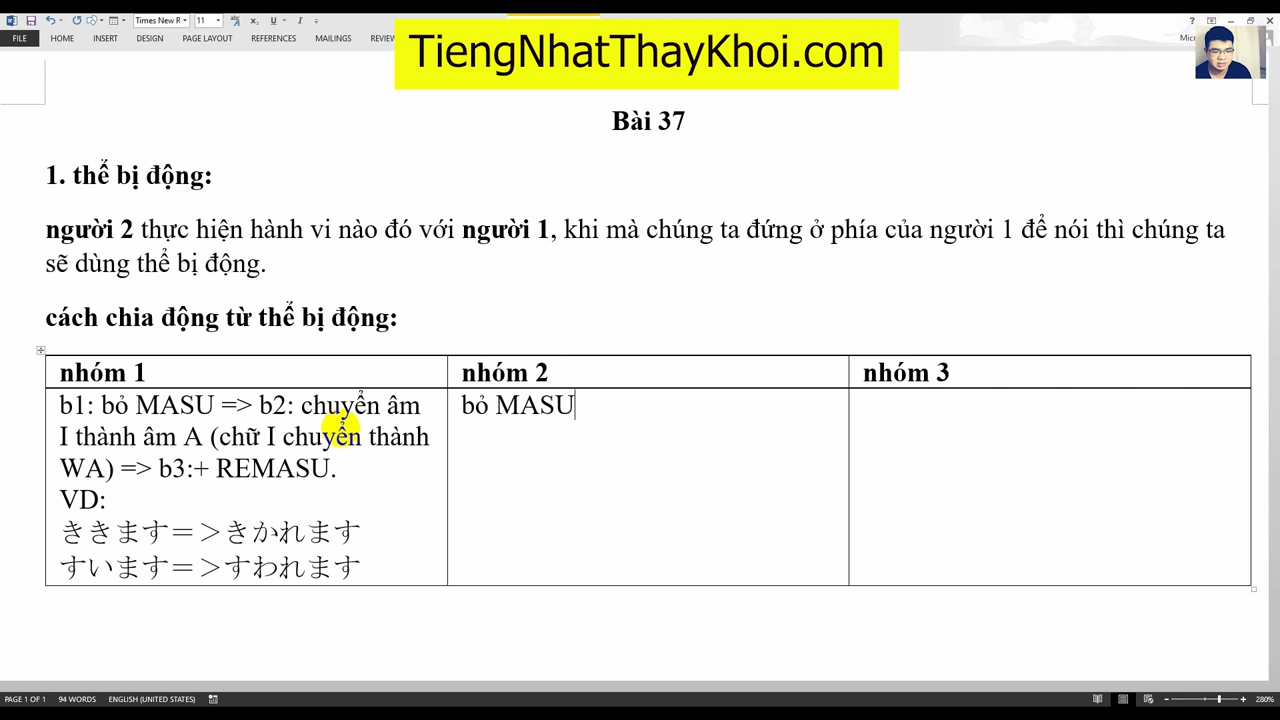 Times New R 11
FILE HOME INSERT DESIGN PAGE LAYOUT REFERENCES MAILINGS
TiengNhatThayKhoi.com
Bài 37
1. thể bị động:
người 2 thực hiện hành vi nào đó với người 1, khi mà chúng ta đứng ở phía của người 1 để nói thì chúng ta
sẽ dùng thể bị động.
cách chia động từ thể bị động:
nhóm 1 nhóm 2 nhóm 3
b1: bỏ MASU => b2: chuyển âm
I thành âm A (chữ I chuyển thành
WA) => b3:+ REMASU.
VD:
ききます＝＞きかれます
すいます＝＞すわれます
bỏ MASU
PAGE 1 OF 1 94 WORDS ENGLISH (UNITED STATES) 280%